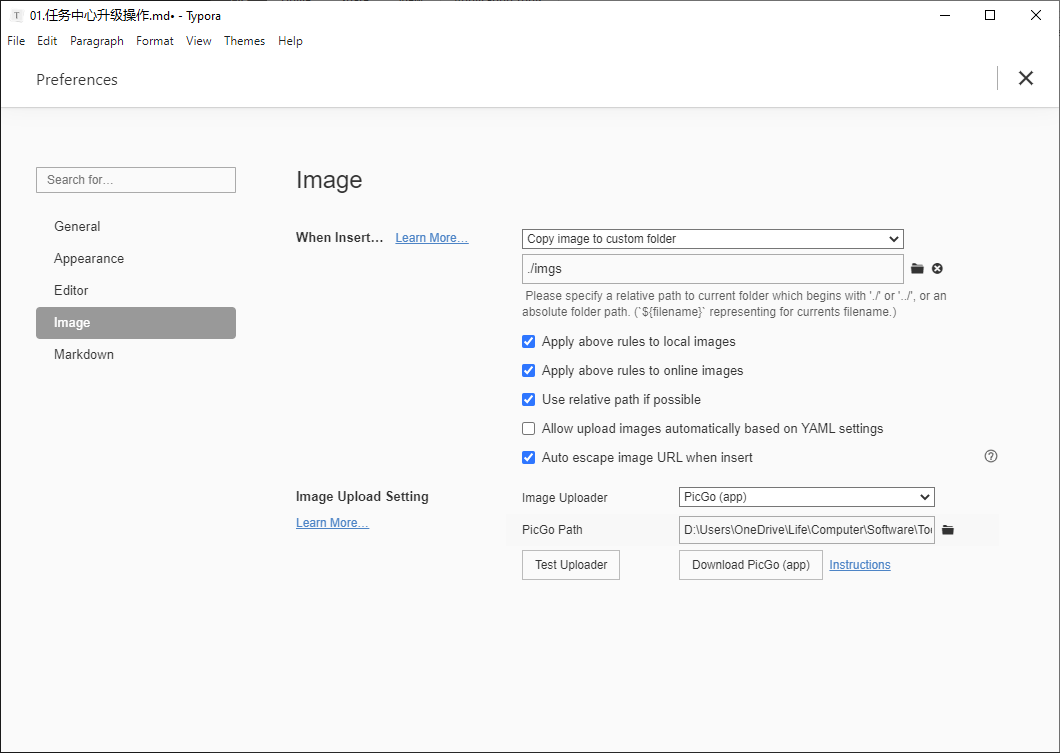 01.任务中心升级操作.md• - Typora
File Edit Paragraph Format View Themes Help
Preferences
Search for...
General
Appearance
Editor
Image
Markdown
Image
When Insert... Learn More...
Copy image to custom folder
./imgs
Please specify a relative path to current folder which begins with './' or '../', or an
absolute folder path. (`${filename}` representing for currents filename.)
Apply above rules to local images
Apply above rules to online images
Use relative path if possible
Allow upload images automatically based on YAML settings
Auto escape image URL when insert
Image Upload Setting
Learn More...
Image Uploader PicGo (app)
PicGo Path D:\Users\OneDrive\Life\Computer\Software\Too
Test Uploader Download PicGo (app) Instructions